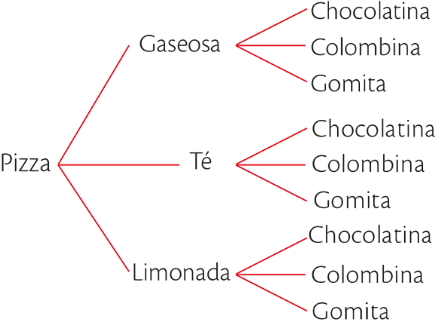 Chocolatina
Gaseosa
Colombina
Gomita
Chocolatina
Pizza
Té
Colombina
Gomita
Chocolatina
Limonada
Colombina
Gomita